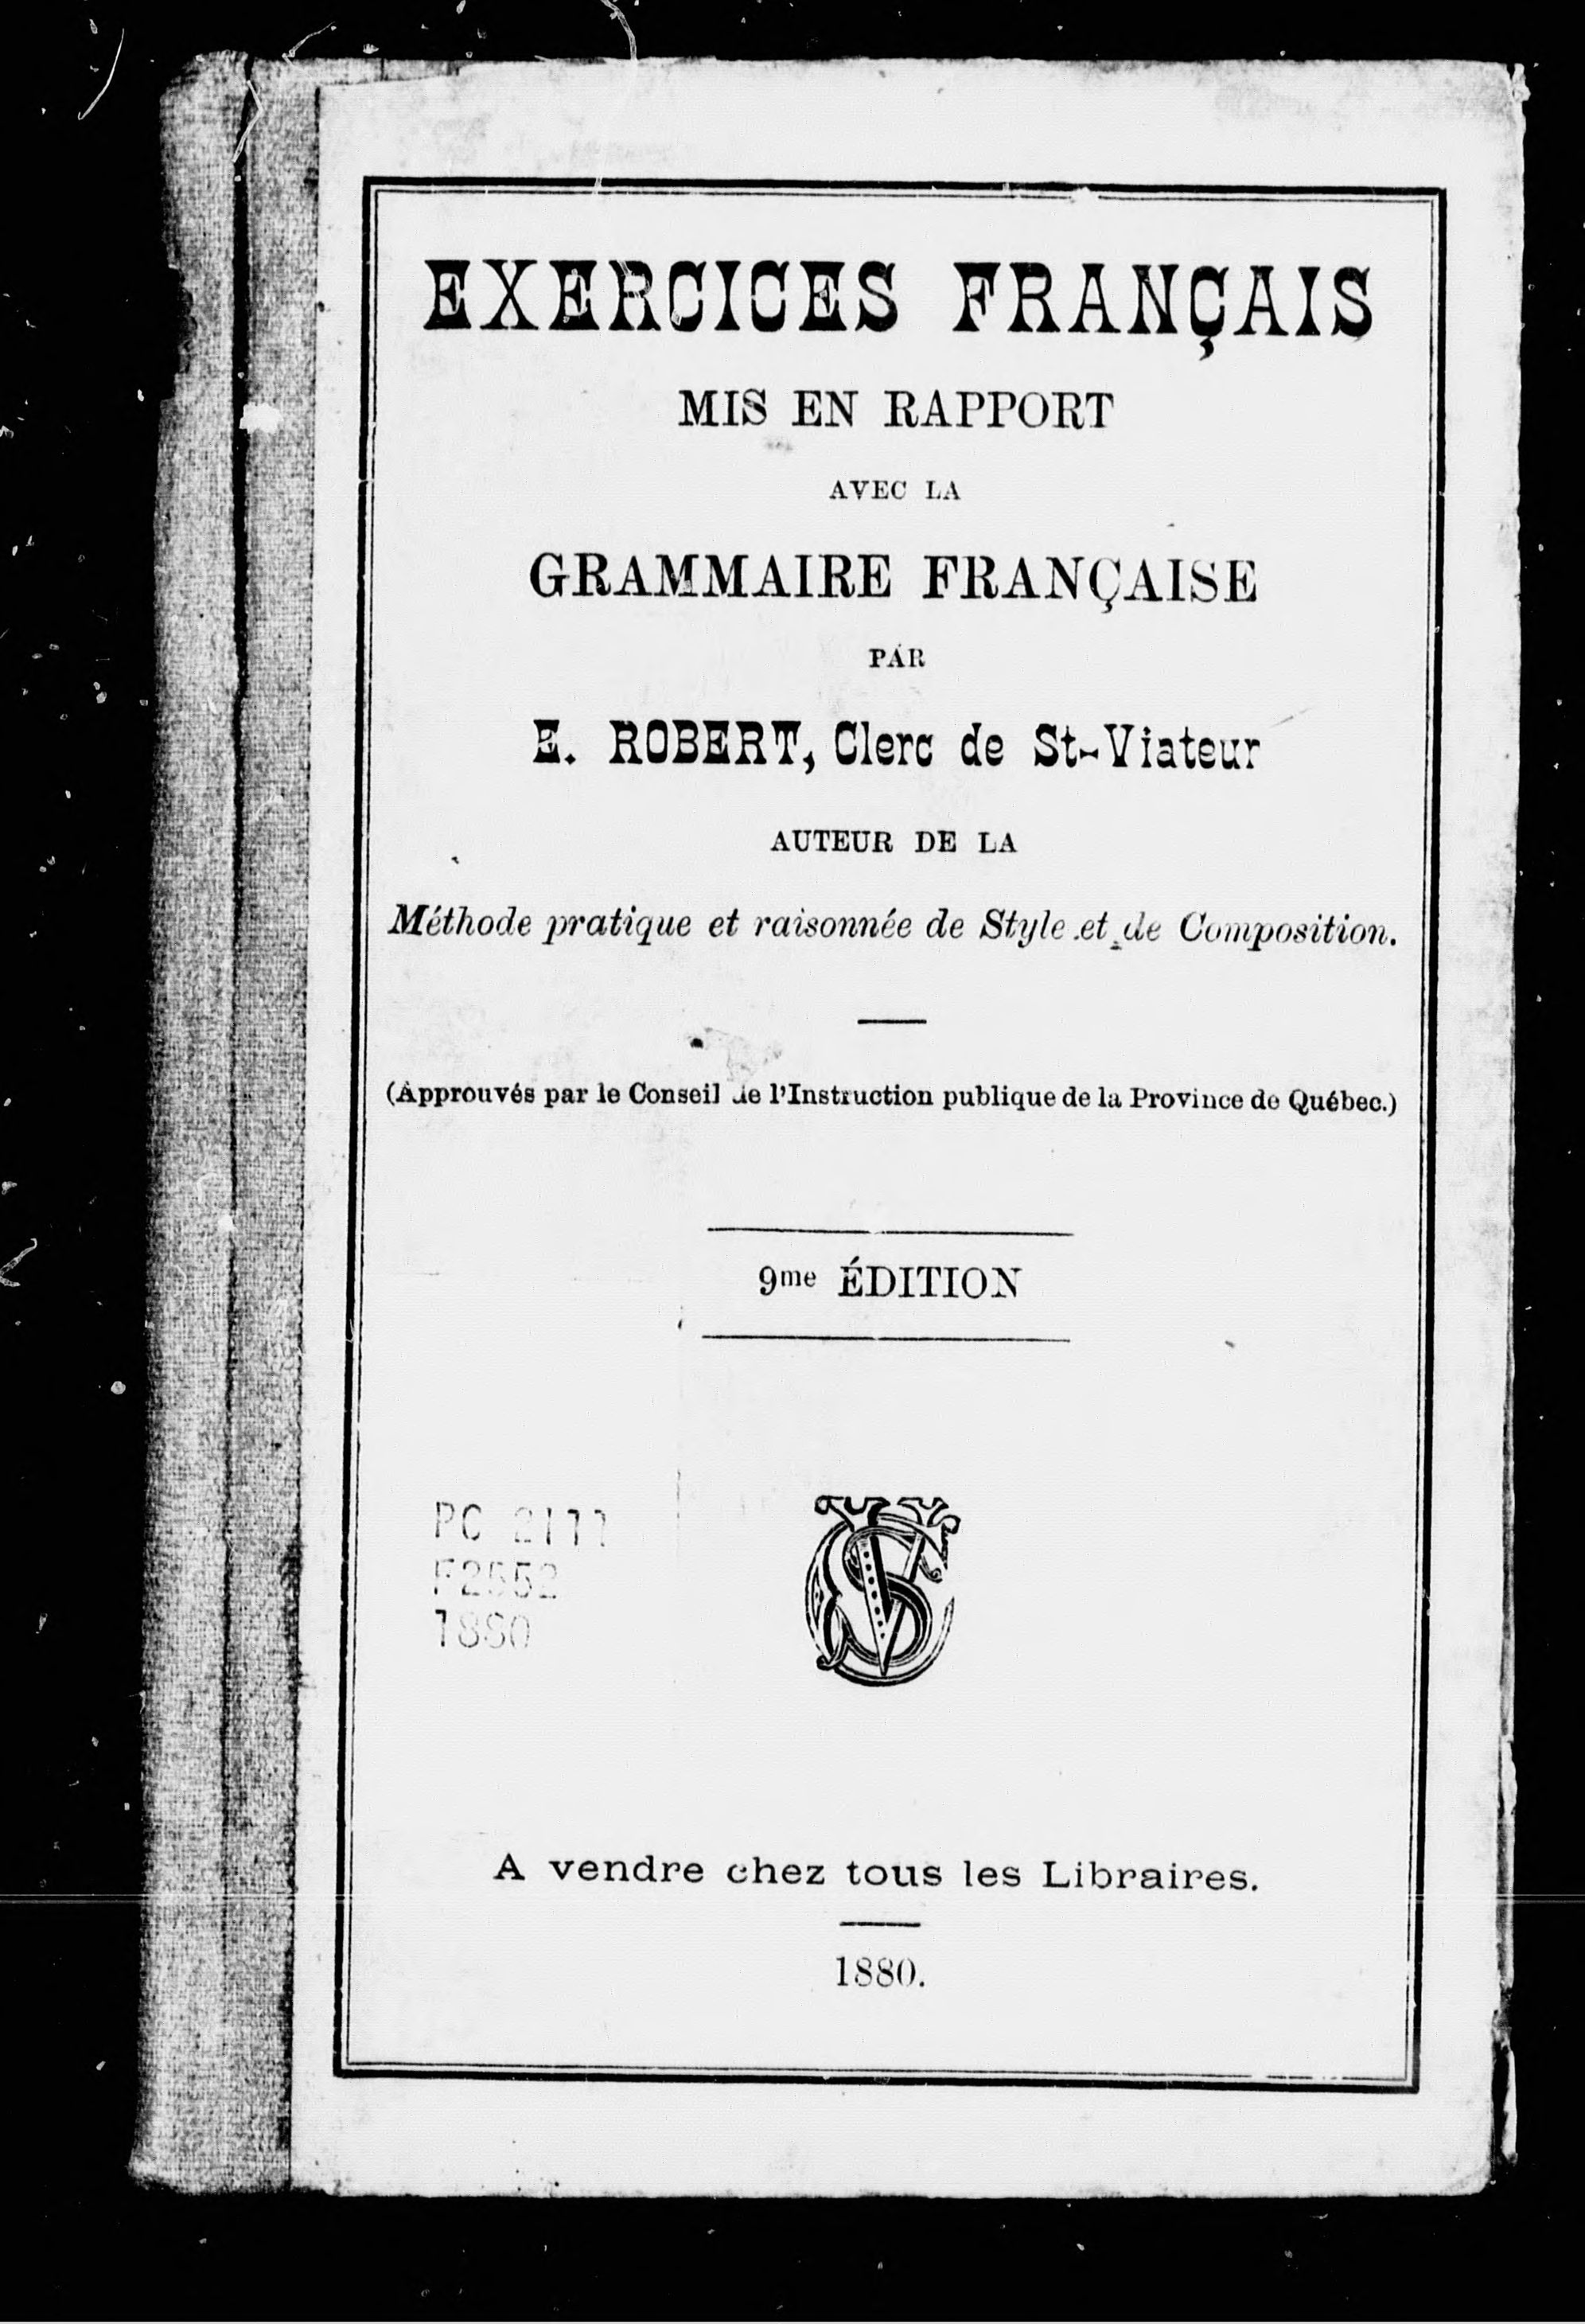 EXERCICES FRANÇAIS
MIS EN RAPPORT
AVEC LA
GRAMMAIRE FRANÇAISE
PAR
E. ROBERT, Clerc de St-Viateur
AUTEUR DE LA
Méthode pratique et raisonnée de Style et de Composition.
(Approuvés par le Conseil de l'Instruction publique de la Province de Québec.)
9me ÉDITION
PC 2111
F2552
1880
A vendre chez tous les Libraires.
1880.